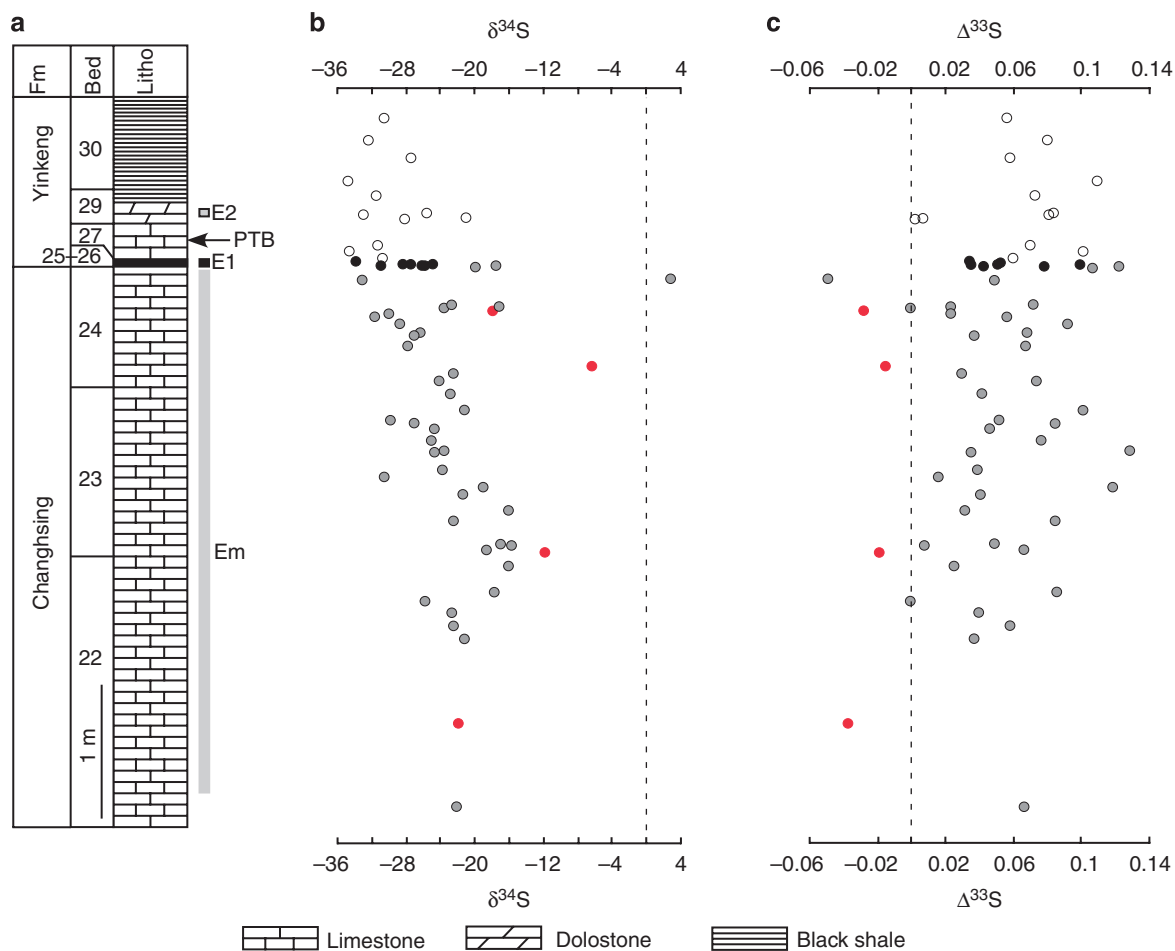 a
b
c
δ34S
Δ33S
−36 −28 −20 −12 −4 4
−0.06 −0.02 0.02 0.06 0.1 0.14
Fm
Bed
Litho
Yinkeng
30
29
E2
27
PTB
25–26
E1
24
Changhsing
23
Em
22
1 m
−36 −28 −20 −12 −4 4
−0.06 −0.02 0.02 0.06 0.1 0.14
δ34S
Δ33S
Limestone
Dolostone
Black shale